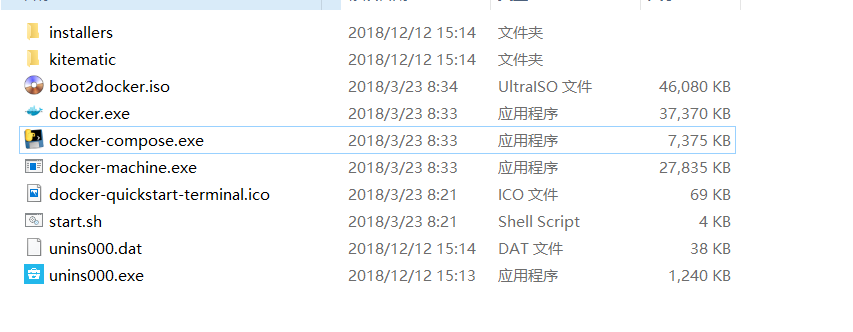 installers 2018/12/12 15:14 文件夹
kitematic 2018/12/12 15:14 文件夹
boot2docker.iso 2018/3/23 8:34 UltraISO 文件 46,080 KB
docker.exe 2018/3/23 8:33 应用程序 37,370 KB
docker-compose.exe 2018/3/23 8:33 应用程序 7,375 KB
docker-machine.exe 2018/3/23 8:33 应用程序 27,835 KB
docker-quickstart-terminal.ico 2018/3/23 8:21 ICO 文件 69 KB
start.sh 2018/3/23 8:21 Shell Script 4 KB
unins000.dat 2018/12/12 15:14 DAT 文件 38 KB
unins000.exe 2018/12/12 15:13 应用程序 1,240 KB